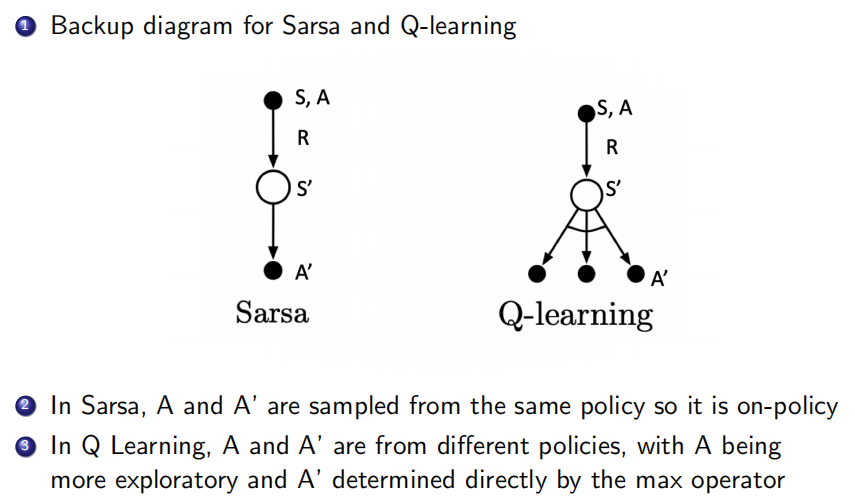 1 Backup diagram for Sarsa and Q-learning
S, A
R
S'
A'
Sarsa
S, A
R
S'
A'
Q-learning
2 In Sarsa, A and A' are sampled from the same policy so it is on-policy
3 In Q Learning, A and A' are from different policies, with A being
more exploratory and A' determined directly by the max operator